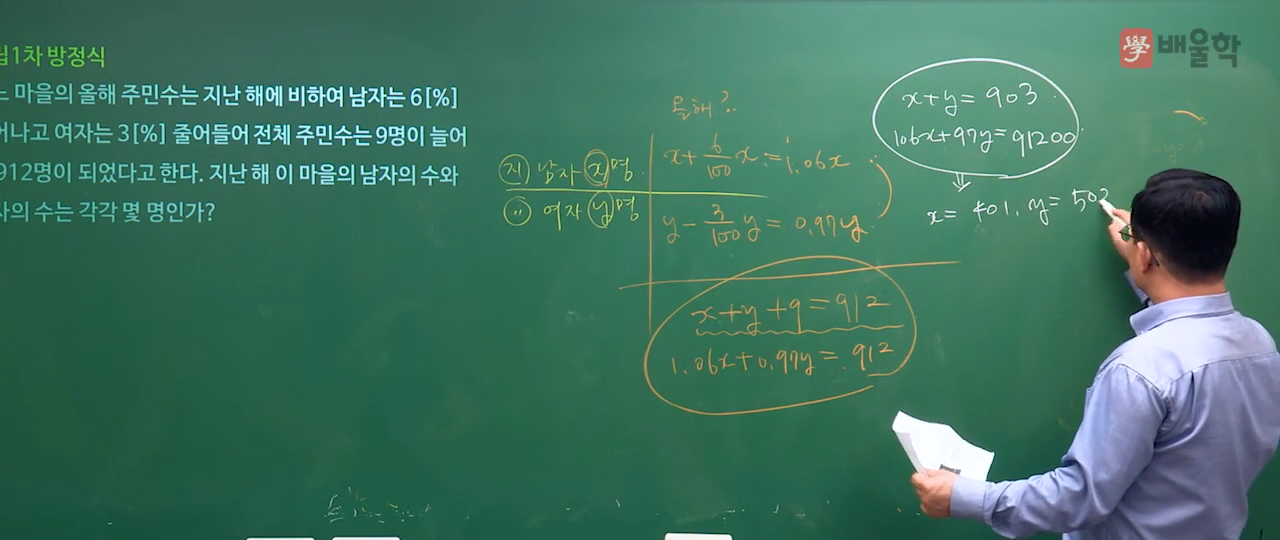 1차 방정식
마을의 올해 주민수는 지난 해에 비하여 남자는 6[%]
어나고 여자는 3[%] 줄어들어 전체 주민수는 9명이 늘어
912명이 되었다고 한다. 지난 해 이 마을의 남자의 수와
자의 수는 각각 몇 명인가?
지 남자 x명
〃 여자 y명
올해?
x+6/100x=1.06x
y-3/100y=0.97y
x+y+9=912
1.06x+0.97y=912
x+y=903
106x+97y=91200
⇓
x=401, y=502
學 배울학